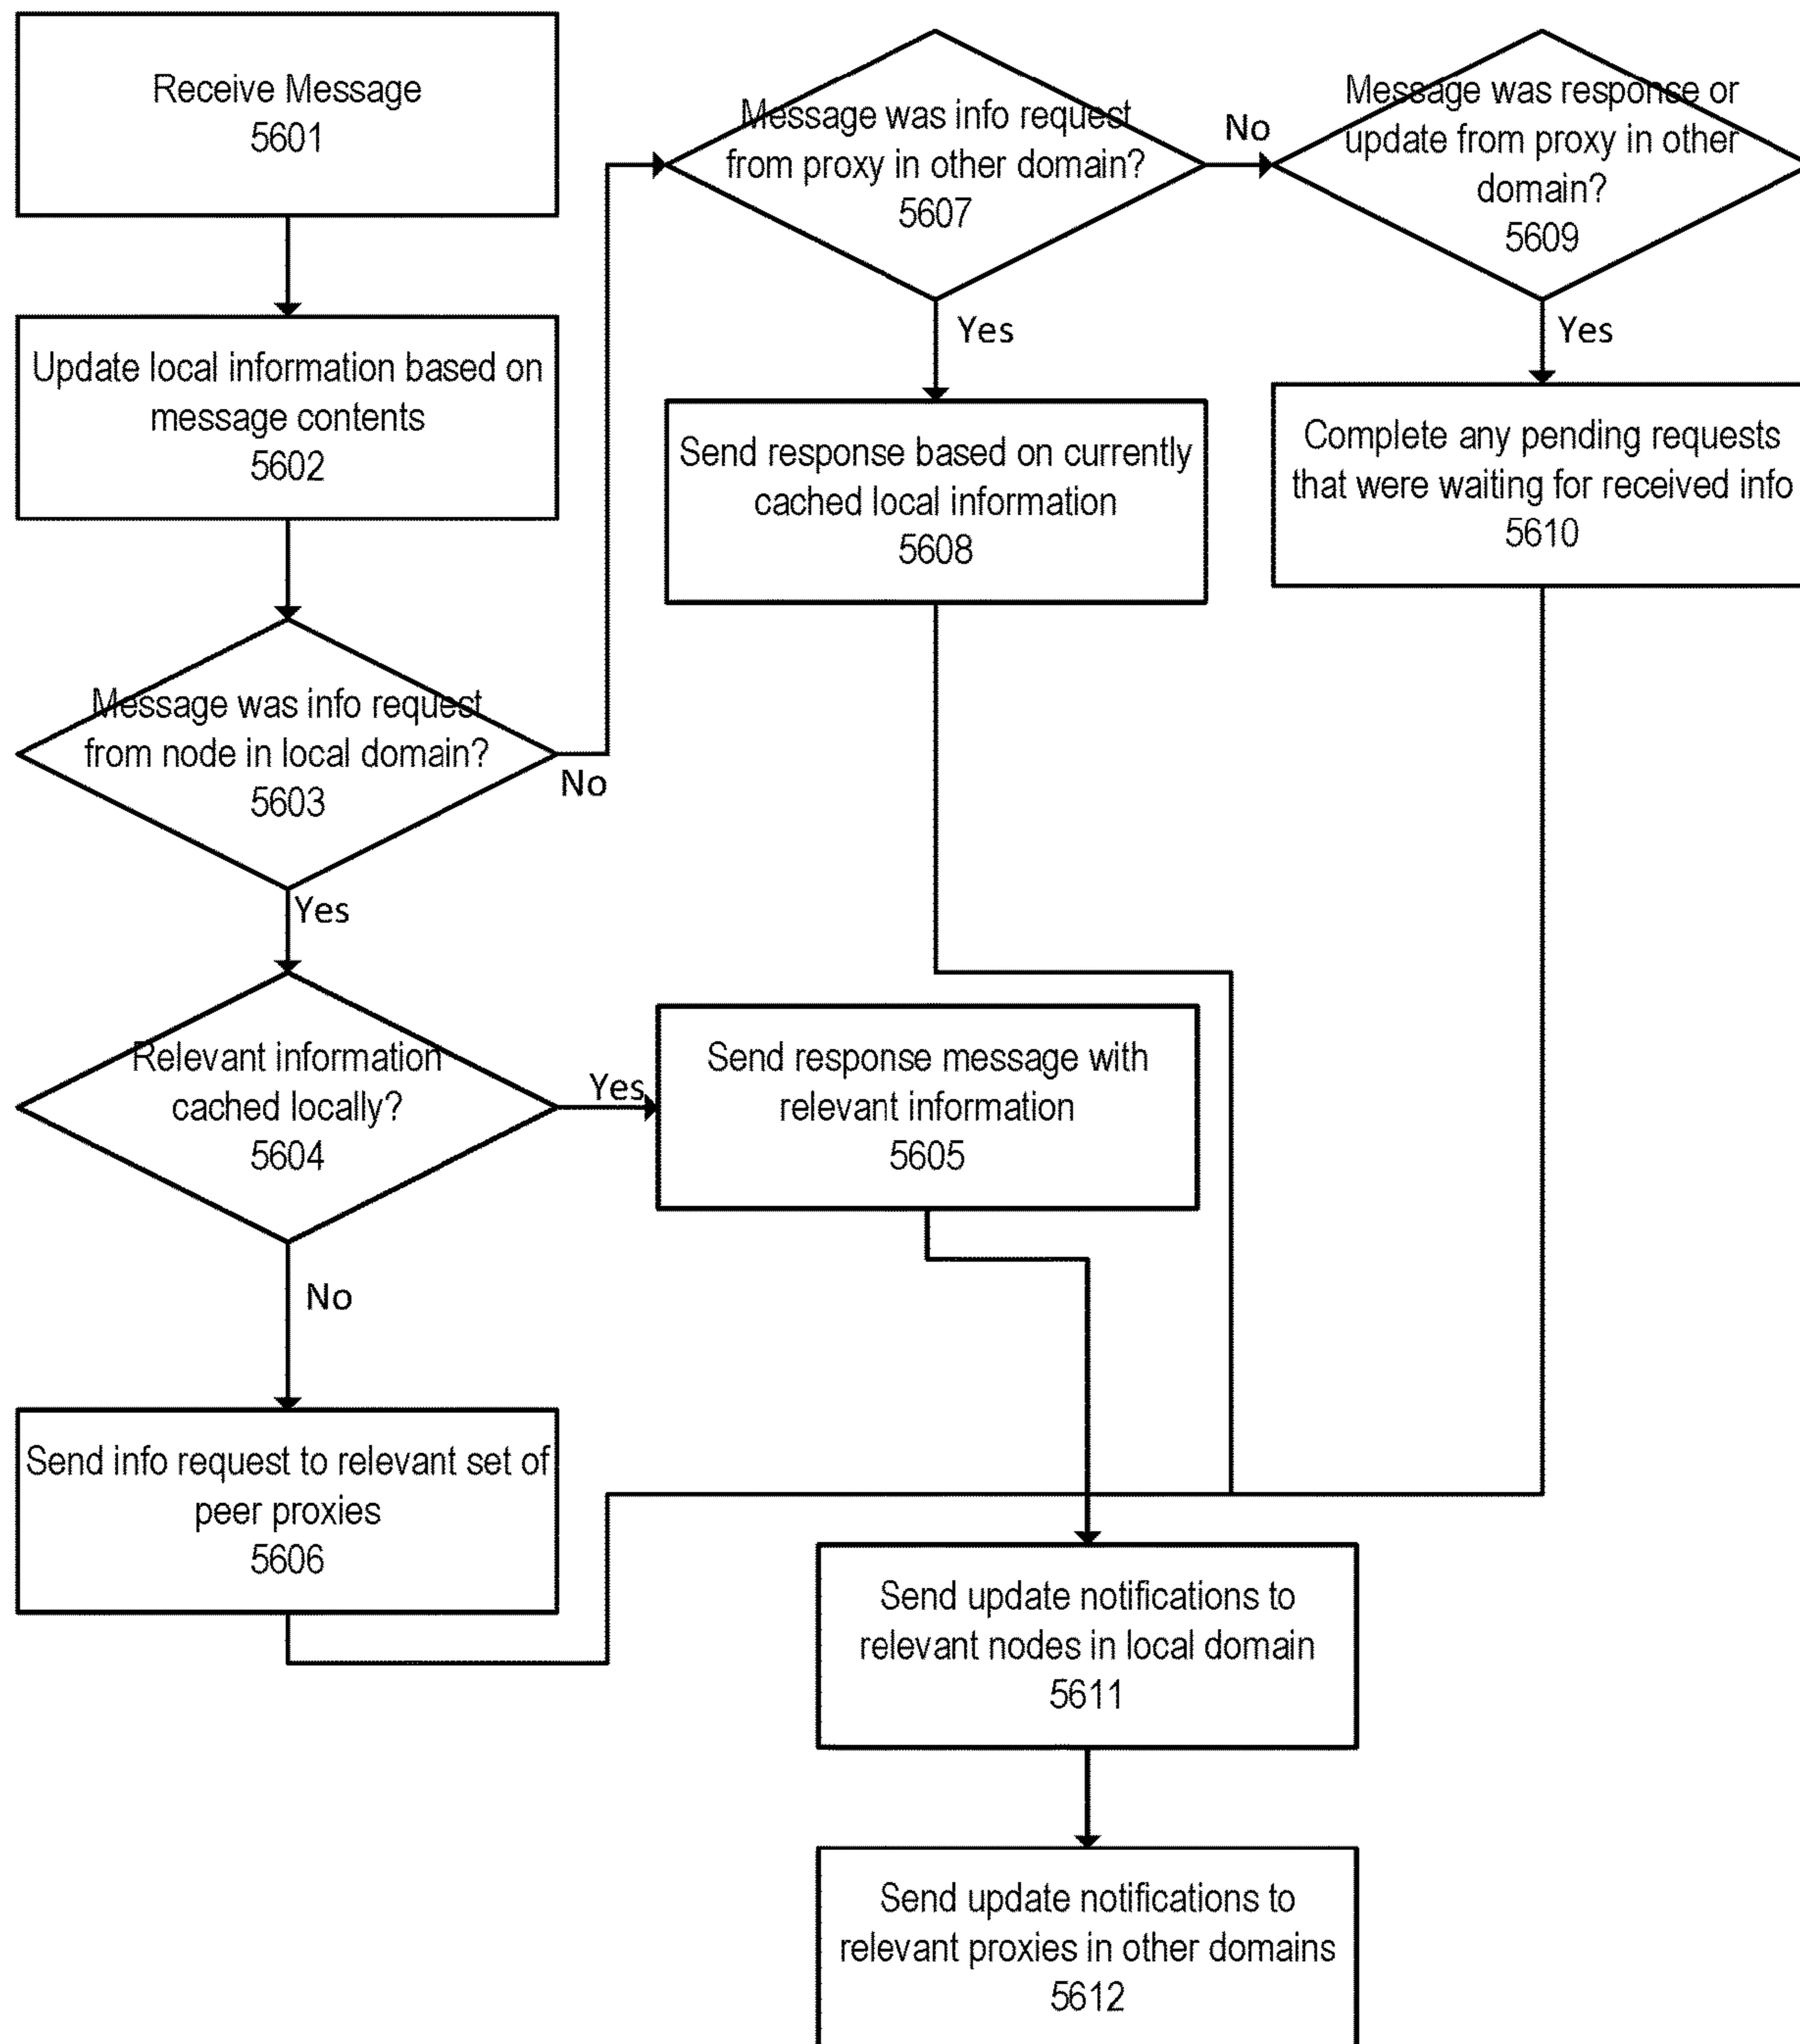 Receive Message
5601
Update local information based on
message contents
5602
Message was info request
from node in local domain?
5603
No
Yes
Relevant information
cached locally?
5604
Yes
No
Send response message with
relevant information
5605
Send info request to relevant set of
peer proxies
5606
Message was info request
from proxy in other domain?
5607
No
Yes
Send response based on currently
cached local information
5608
Message was response or
update from proxy in other
domain?
5609
Yes
Complete any pending requests
that were waiting for received info
5610
Send update notifications to
relevant nodes in local domain
5611
Send update notifications to
relevant proxies in other domains
5612